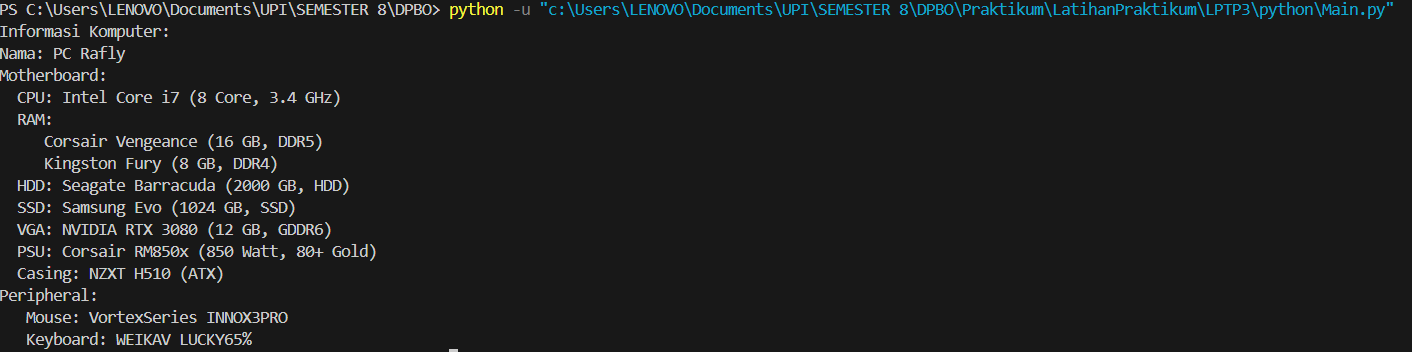 PS C:\Users\LENOVO\Documents\UPI\SEMESTER 8\DPBO> python -u "c:\Users\LENOVO\Documents\UPI\SEMESTER 8\DPBO\Praktikum\LatihanPraktikum\LPTP3\python\Main.py"
Informasi Komputer:
Nama: PC Rafly
Motherboard:
  CPU: Intel Core i7 (8 Core, 3.4 GHz)
  RAM:
     Corsair Vengeance (16 GB, DDR5)
     Kingston Fury (8 GB, DDR4)
  HDD: Seagate Barracuda (2000 GB, HDD)
  SSD: Samsung Evo (1024 GB, SSD)
  VGA: NVIDIA RTX 3080 (12 GB, GDDR6)
  PSU: Corsair RM850x (850 Watt, 80+ Gold)
  Casing: NZXT H510 (ATX)
Peripheral:
   Mouse: VortexSeries INNOX3PRO
   Keyboard: WEIKAV LUCKY65%